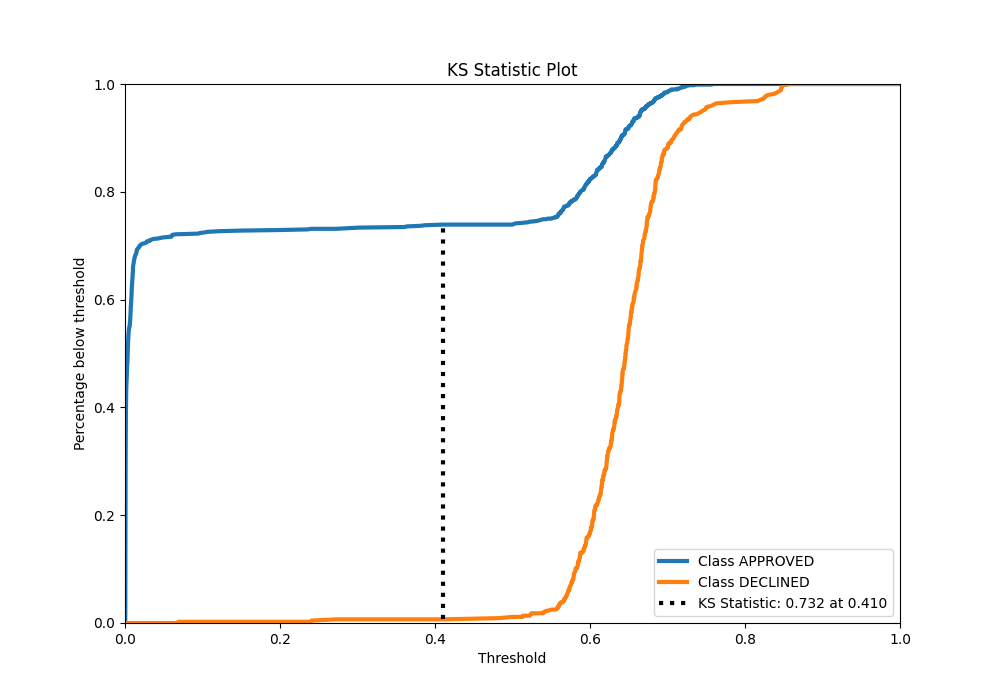 KS Statistic Plot
1.0
0.8
0.6
0.4
0.2
0.0
Percentage below threshold
0.0 0.2 0.4 0.6 0.8 1.0
Threshold
Class APPROVED
Class DECLINED
KS Statistic: 0.732 at 0.410